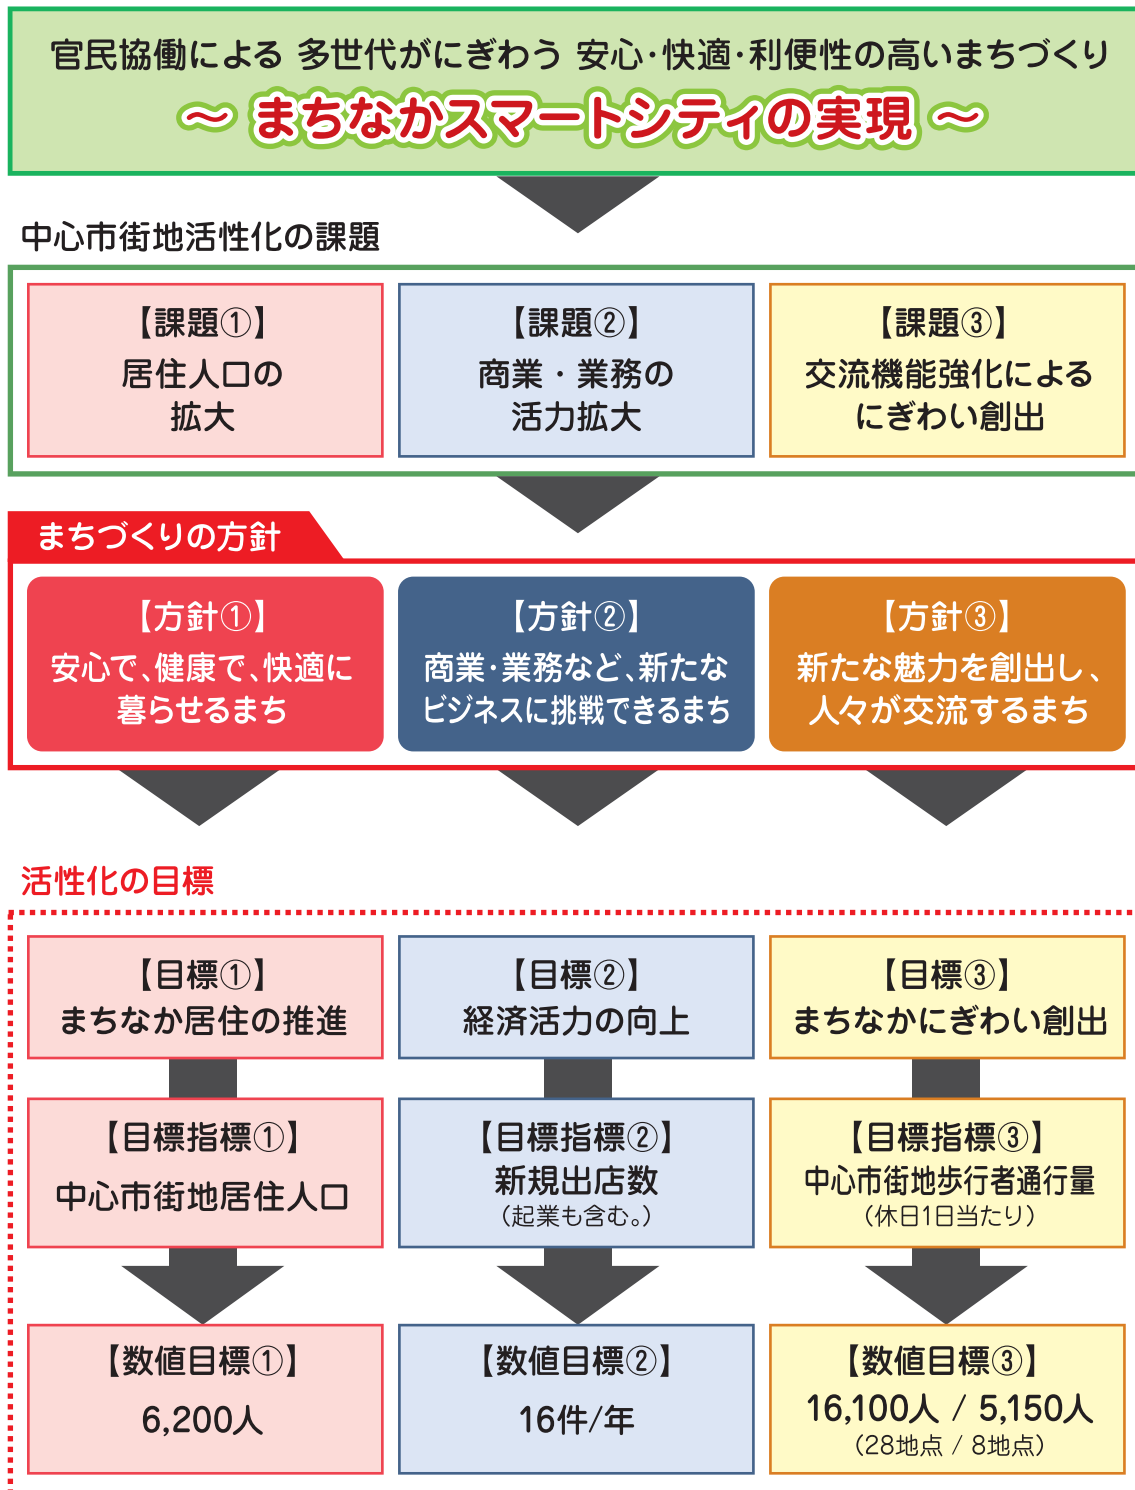 官民協働による 多世代がにぎわう 安心・快適・利便性の高いまちづくり
～ まちなかスマートシティの実現 ～
中心市街地活性化の課題
【課題①】
居住人口の
拡大
【課題②】
商業・業務の
活力拡大
【課題③】
交流機能強化による
にぎわい創出
まちづくりの方針
【方針①】
安心で、健康で、快適に
暮らせるまち
【方針②】
商業・業務など、新たな
ビジネスに挑戦できるまち
【方針③】
新たな魅力を創出し、
人々が交流するまち
活性化の目標
【目標①】
まちなか居住の推進
【目標②】
経済活力の向上
【目標③】
まちなかにぎわい創出
【目標指標①】
中心市街地居住人口
【目標指標②】
新規出店数
（起業も含む。）
【目標指標③】
中心市街地歩行者通行量
（休日1日当たり）
【数値目標①】
6,200人
【数値目標②】
16件/年
【数値目標③】
16,100人 / 5,150人
（28地点 / 8地点）